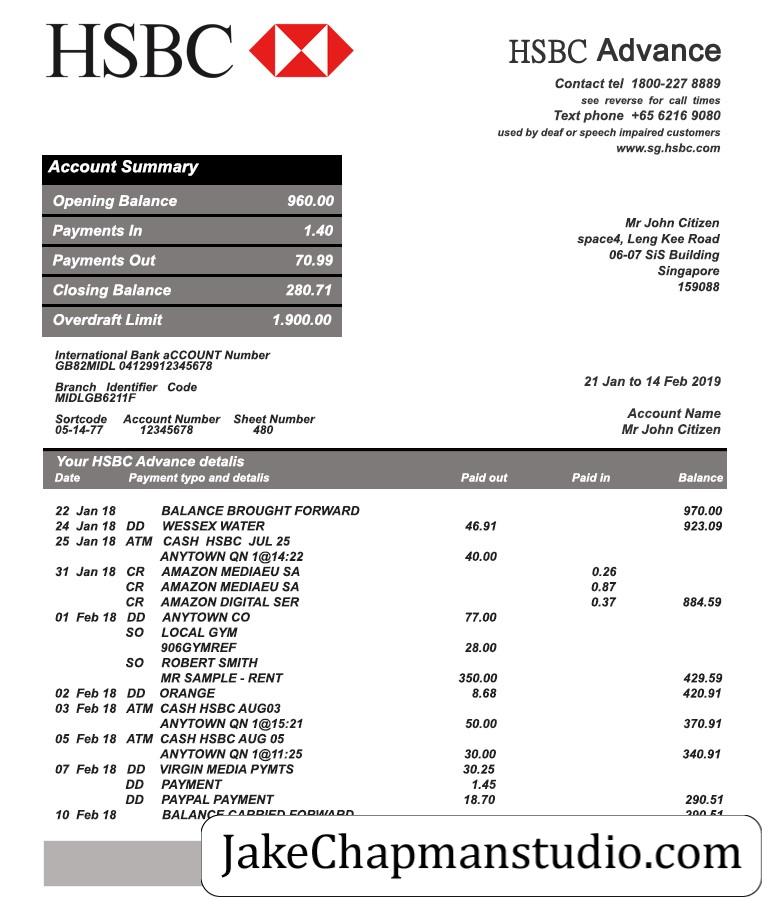 HSBC
HSBC Advance
Contact tel 1800-227 8889
see reverse for call times
Text phone +65 6216 9080
used by deaf or speech impaired customers
www.sg.hsbc.com
Account Summary
Opening Balance 960.00
Payments In 1.40
Payments Out 70.99
Closing Balance 280.71
Overdraft Limit 1.900.00
Mr John Citizen
space4, Leng Kee Road
06-07 SiS Building
Singapore
159088
International Bank aCCOUNT Number
GB82MIDL 04129912345678
Branch Identifier Code
MIDLGB6211F
Sortcode Account Number Sheet Number
05-14-77 12345678 480
21 Jan to 14 Feb 2019
Account Name
Mr John Citizen
Your HSBC Advance detalis
Date Payment typo and detalis Paid out Paid in Balance
22 Jan 18 BALANCE BROUGHT FORWARD 970.00
24 Jan 18 DD WESSEX WATER 46.91 923.09
25 Jan 18 ATM CASH HSBC JUL 25
ANYTOWN QN 1@14:22 40.00
31 Jan 18 CR AMAZON MEDIAEU SA 0.26
CR AMAZON MEDIAEU SA 0.87
CR AMAZON DIGITAL SER 0.37 884.59
01 Feb 18 DD ANYTOWN CO 77.00
SO LOCAL GYM
906GYMREF 28.00
SO ROBERT SMITH
MR SAMPLE - RENT 350.00 429.59
02 Feb 18 DD ORANGE 8.68 420.91
03 Feb 18 ATM CASH HSBC AUG03
ANYTOWN QN 1@15:21 50.00 370.91
05 Feb 18 ATM CASH HSBC AUG 05
ANYTOWN QN 1@11:25 30.00 340.91
07 Feb 18 DD VIRGIN MEDIA PYMTS 30.25
DD PAYMENT 1.45
DD PAYPAL PAYMENT 18.70 290.51
10 Feb 18 BALANCE CARRIED FORWARD 290.51
JakeChapmanstudio.com